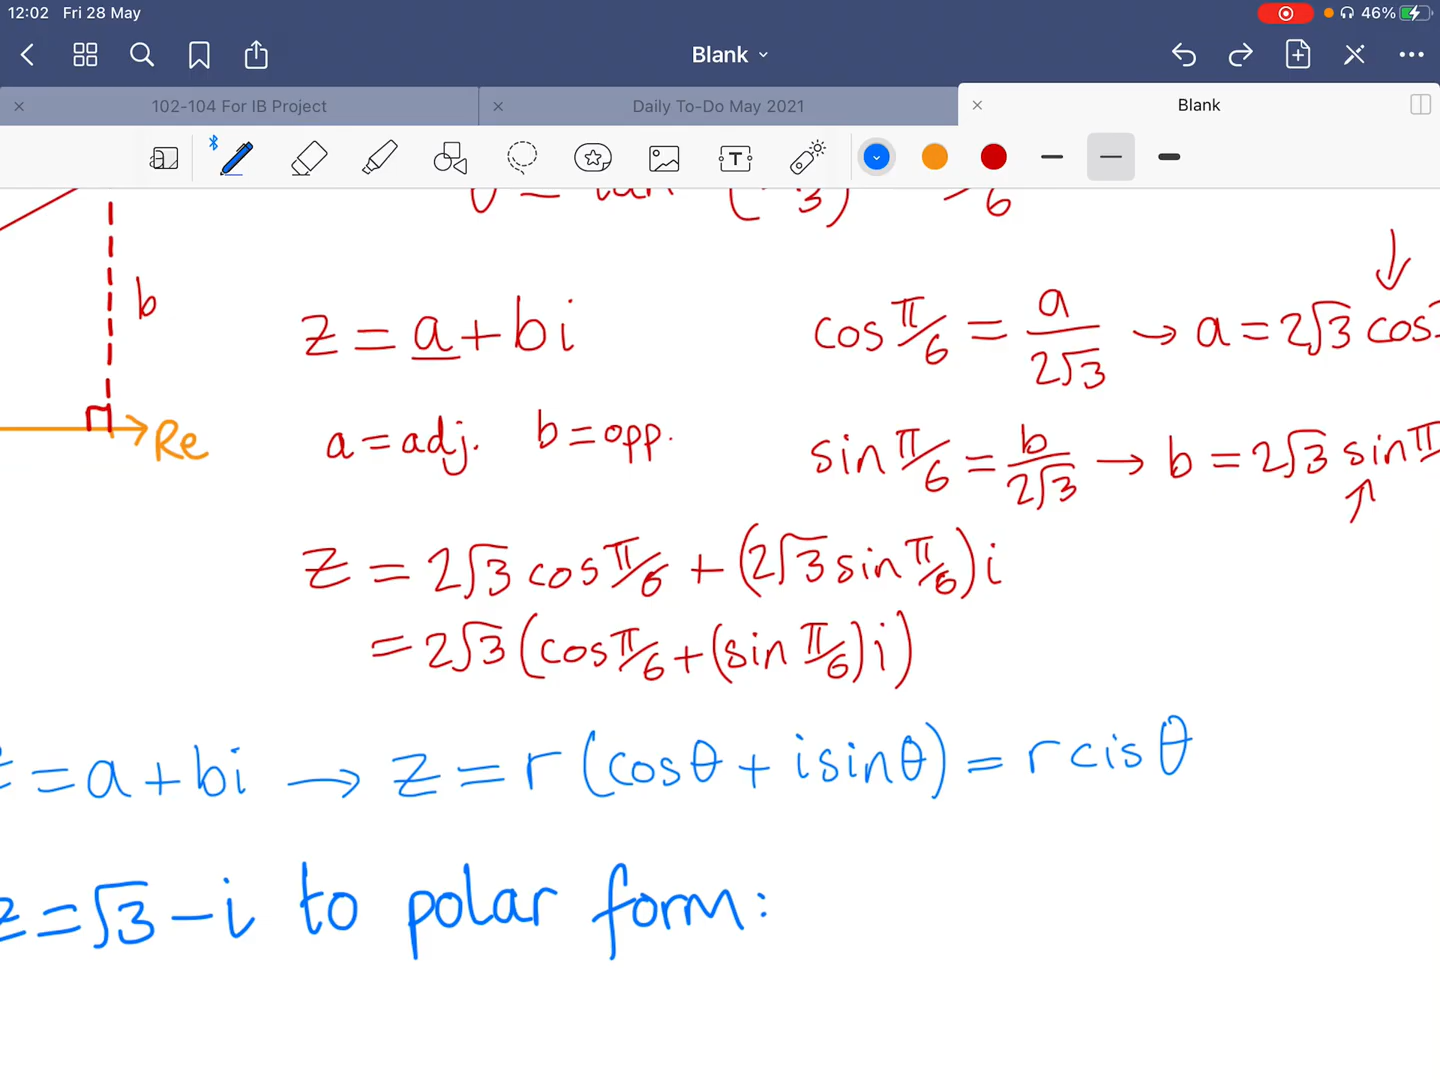 12:02 Fri 28 May 46%
Blank
102-104 For IB Project
Daily To-Do May 2021
Blank
T
b
Re
z = a + bi
a = adj. b = opp.
cos π/6 = a/2√3 → a = 2√3 cos
sin π/6 = b/2√3 → b = 2√3 sin π
z = 2√3 cos π/6 + (2√3 sin π/6)i
= 2√3 (cos π/6 + (sin π/6)i)
z = a + bi → z = r (cosθ + isinθ) = r cis θ
z = √3 - i to polar form: